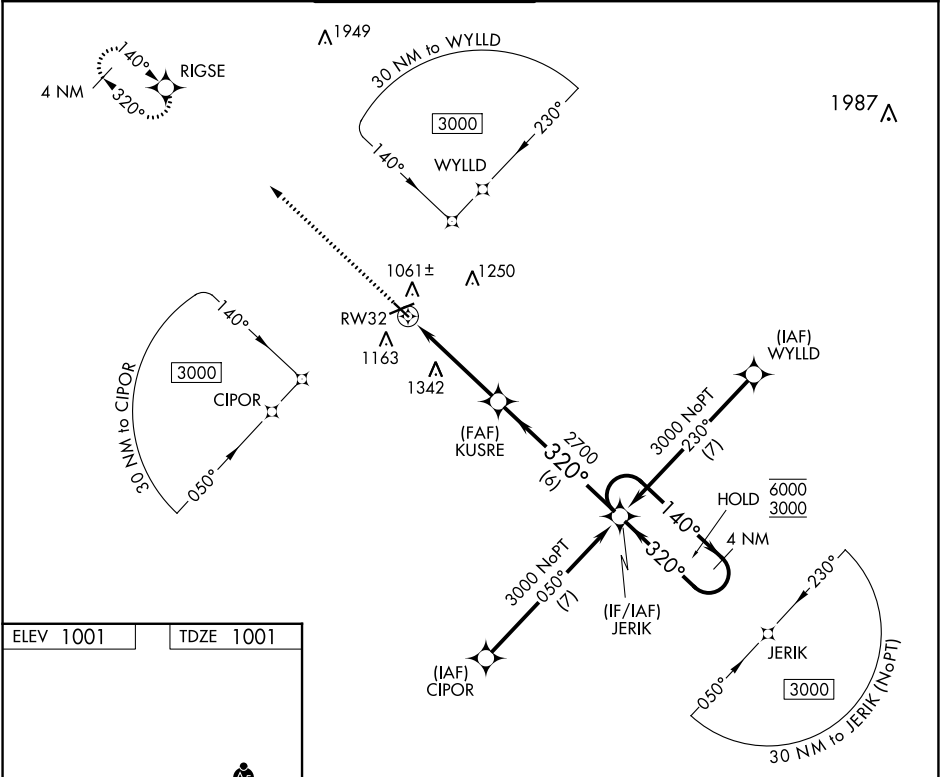 1949
30 NM to WYLLD
140°
RIGSE
4 NM
320°
1987
3000
230°
140°
WYLLD
1061±
1250
RW32
1163
1342
140°
3000
CIPOR
30 NM to CIPOR
050°
(IAF)
WYLLD
(FAF)
KUSRE
2700
320°
(6)
3000 NoPT
230°
(7)
HOLD
6000
3000
140°
4 NM
320°
3000 NoPT
050°
(7)
(IF/IAF)
JERIK
(IAF)
CIPOR
230°
JERIK
050°
3000
30 NM to JERIK (NoPT)
ELEV 1001
TDZE 1001